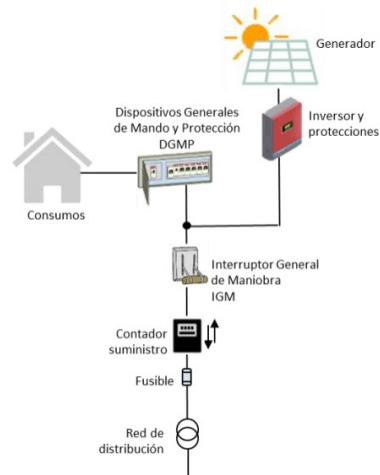 Generador
Dispositivos Generales
de Mando y Protección
DGMP
Inversor y
protecciones
Consumos
Interruptor General
de Maniobra
IGM
Contador
suministro
Fusible
Red de
distribución